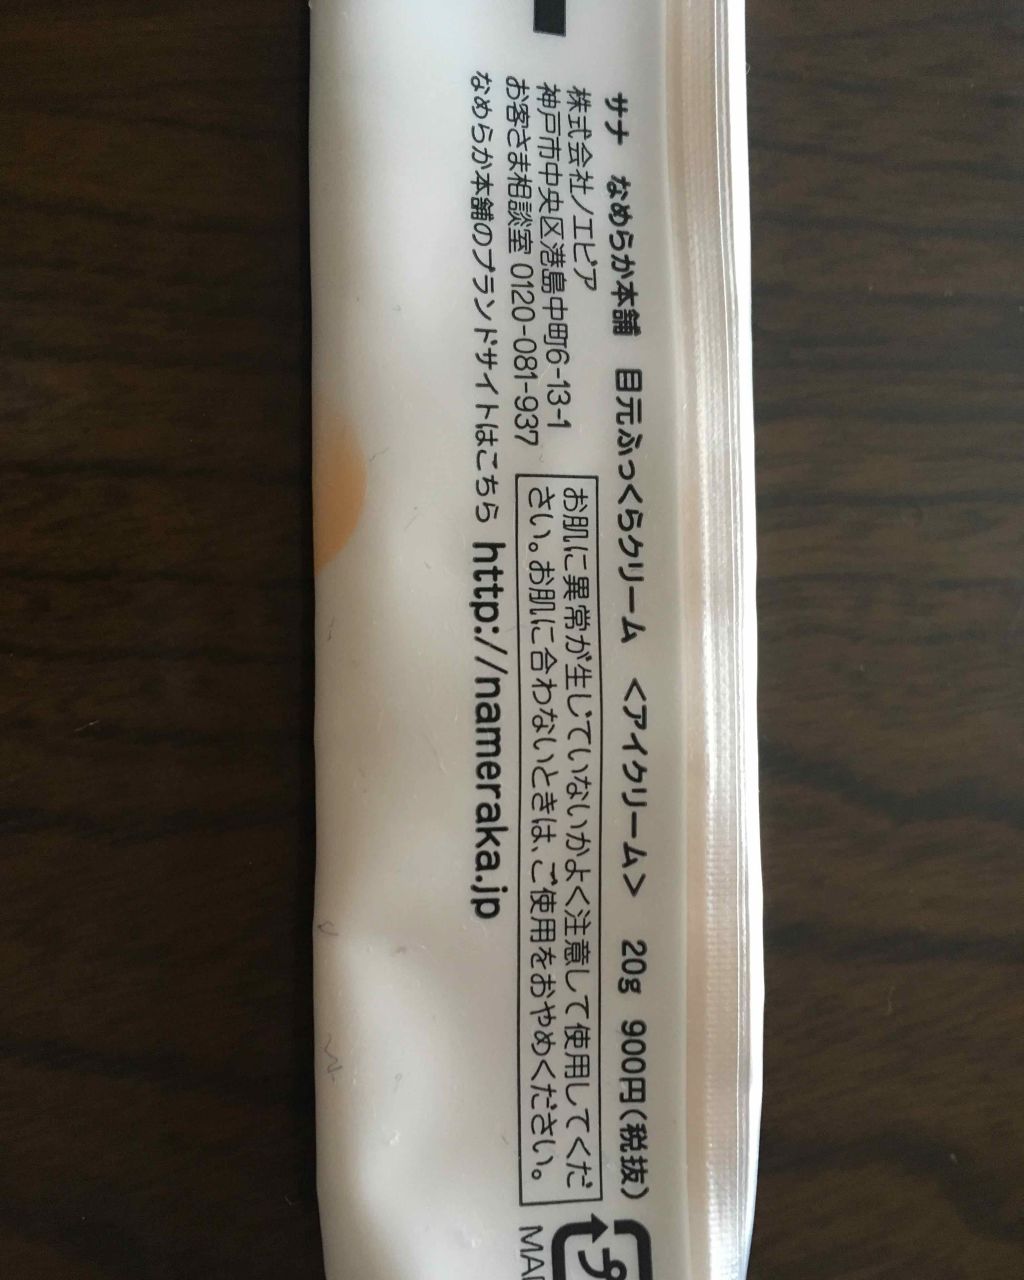 サナ なめらか本舗 目元ふっくらクリーム <アイクリーム> 20g 900円(税抜)
株式会社ノエビア
神戸市中央区港島中町6-13-1
お客さま相談室 0120-081-937
なめらか本舗のブランドサイトはこちら http://nameraka.jp
お肌に異常が生じていないかよく注意して使用してくだ
さい。お肌に合わないときは、ご使用をおやめください。
プ